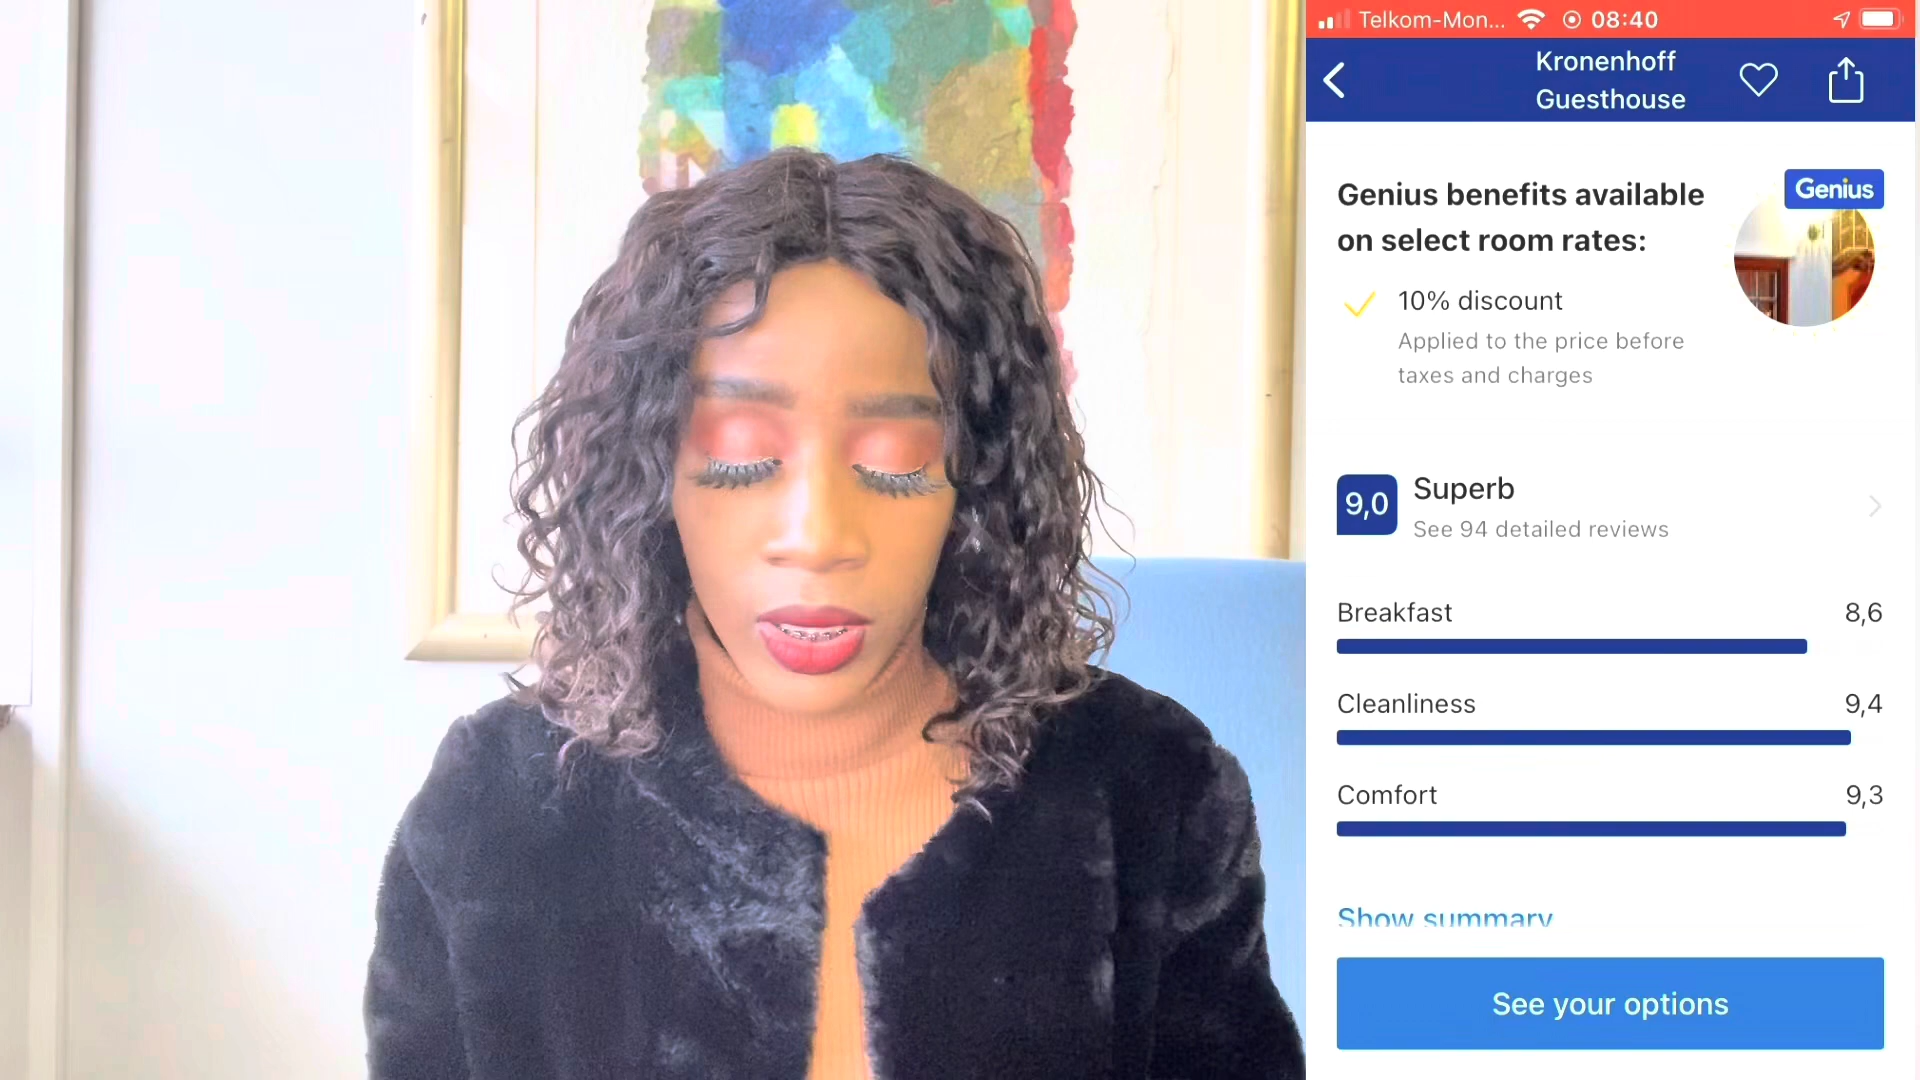 Telkom-Mon... 08:40
Kronenhoff
Guesthouse
Genius benefits available
on select room rates:
Genius
10% discount
Applied to the price before
taxes and charges
9,0
Superb
See 94 detailed reviews
Breakfast 8,6
Cleanliness 9,4
Comfort 9,3
Show summary
See your options